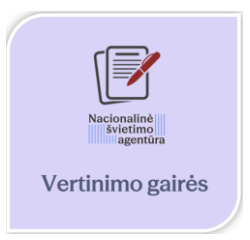 Nacionalinė
švietimo
agentūra
Vertinimo gairės